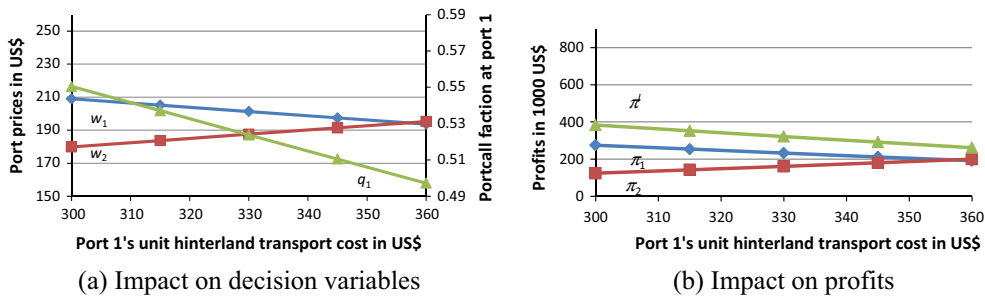 Port prices in US$
250
230
210
190
170
150
0.59
0.57
0.55
0.53
0.51
0.49
Portcall faction at port 1
w1
w2
q1
300 310 320 330 340 350 360
Port 1's unit hinterland transport cost in US$
(a) Impact on decision variables
Profits in 1000 US$
800
600
400
200
0
πl
π1
π2
300 310 320 330 340 350 360
Port 1's unit hinterland transport cost in US$
(b) Impact on profits